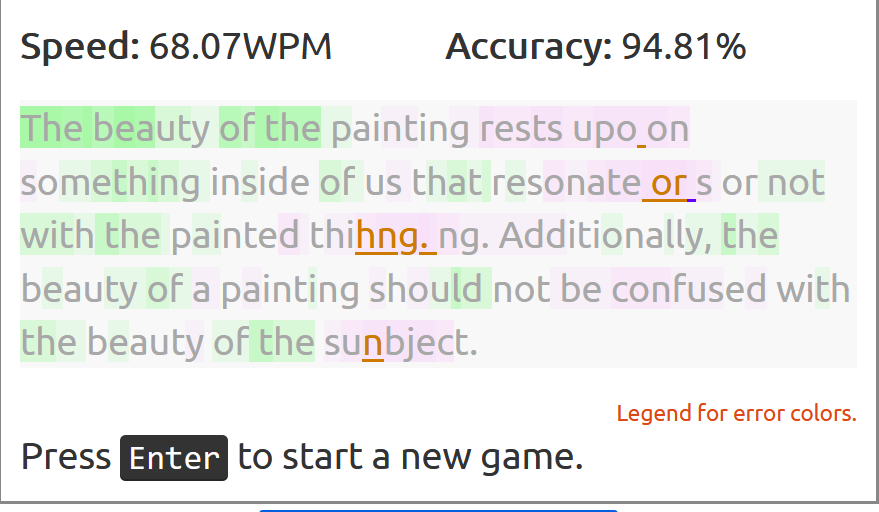 Speed: 68.07WPM Accuracy: 94.81%
The beauty of the painting rests upo on
something inside of us that resonate or s or not
with the painted thihng. ng. Additionally, the
beauty of a painting should not be confused with
the beauty of the sunbject.
Legend for error colors.
Press Enter to start a new game.